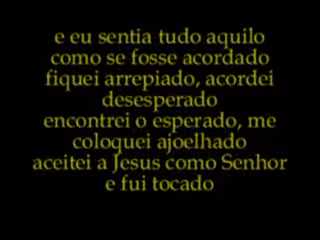 e eu sentia tudo aquilo
como se fosse acordado
fiquei arrepiado, acordei
desesperado
encontrei o esperado, me
coloquei ajoelhado
aceitei a Jesus como Senhor
e fui tocado